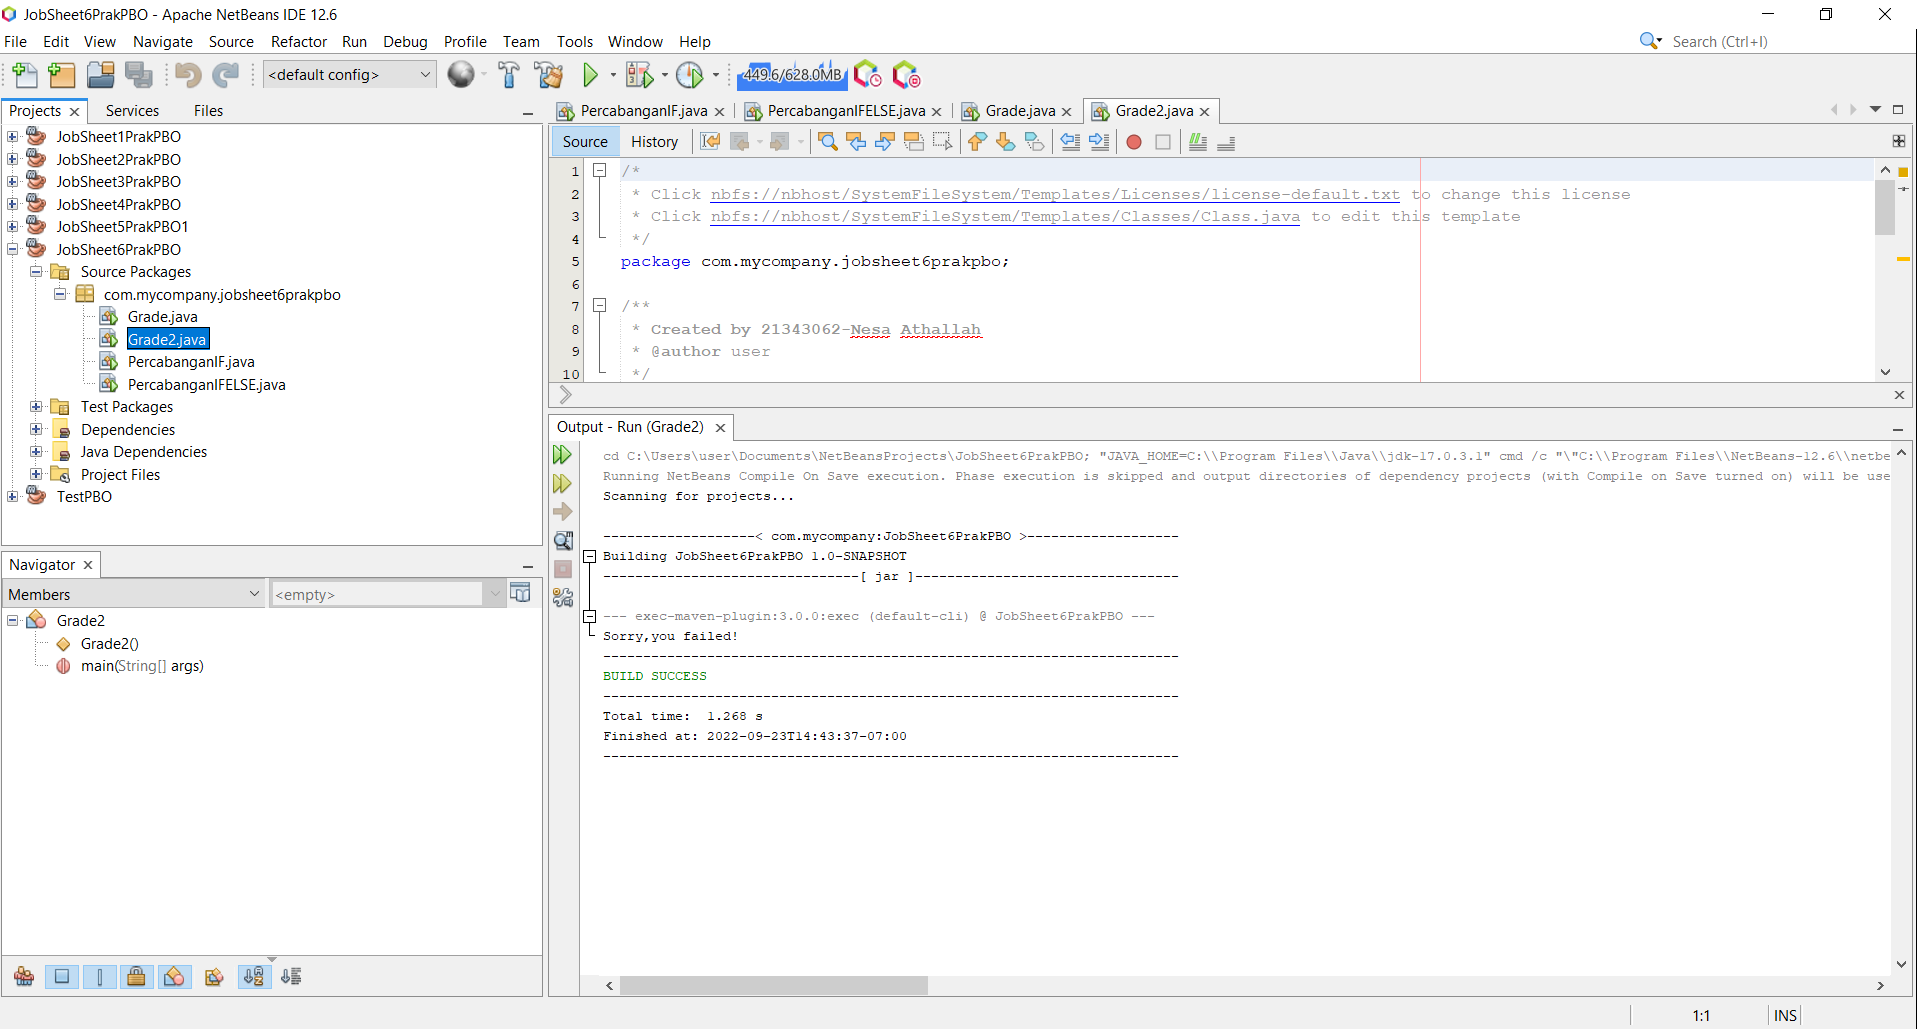 JobSheet6PrakPBO - Apache NetBeans IDE 12.6
File Edit View Navigate Source Refactor Run Debug Profile Team Tools Window Help
Search (Ctrl+I)
<default config>
449.6/628.0MB
Projects Services Files
JobSheet1PrakPBO
JobSheet2PrakPBO
JobSheet3PrakPBO
JobSheet4PrakPBO
JobSheet5PrakPBO1
JobSheet6PrakPBO
Source Packages
com.mycompany.jobsheet6prakpbo
Grade.java
Grade2.java
PercabanganIF.java
PercabanganIFELSE.java
Test Packages
Dependencies
Java Dependencies
Project Files
TestPBO
Navigator
Members
<empty>
Grade2
Grade2()
main(String[] args)
PercabanganIF.java PercabanganIFELSE.java Grade.java Grade2.java
Source History
1 /*
2 * Click nbfs://nbhost/SystemFileSystem/Templates/Licenses/license-default.txt to change this license
3 * Click nbfs://nbhost/SystemFileSystem/Templates/Classes/Class.java to edit this template
4 */
5 package com.mycompany.jobsheet6prakpbo;
6
7 /**
8 * Created by 21343062-Nesa Athallah
9 * @author user
10 */
Output - Run (Grade2)
cd C:\Users\user\Documents\NetBeansProjects\JobSheet6PrakPBO; "JAVA_HOME=C:\\Program Files\\Java\\jdk-17.0.3.1" cmd /c "\"C:\\Program Files\\NetBeans-12.6\\netbe
Running NetBeans Compile On Save execution. Phase execution is skipped and output directories of dependency projects (with Compile on Save turned on) will be use
Scanning for projects...
-------------------< com.mycompany:JobSheet6PrakPBO >-------------------
Building JobSheet6PrakPBO 1.0-SNAPSHOT
--------------------------------[ jar ]---------------------------------
--- exec-maven-plugin:3.0.0:exec (default-cli) @ JobSheet6PrakPBO ---
Sorry,you failed!
------------------------------------------------------------------------
BUILD SUCCESS
------------------------------------------------------------------------
Total time:  1.268 s
Finished at: 2022-09-23T14:43:37-07:00
------------------------------------------------------------------------
1:1 INS